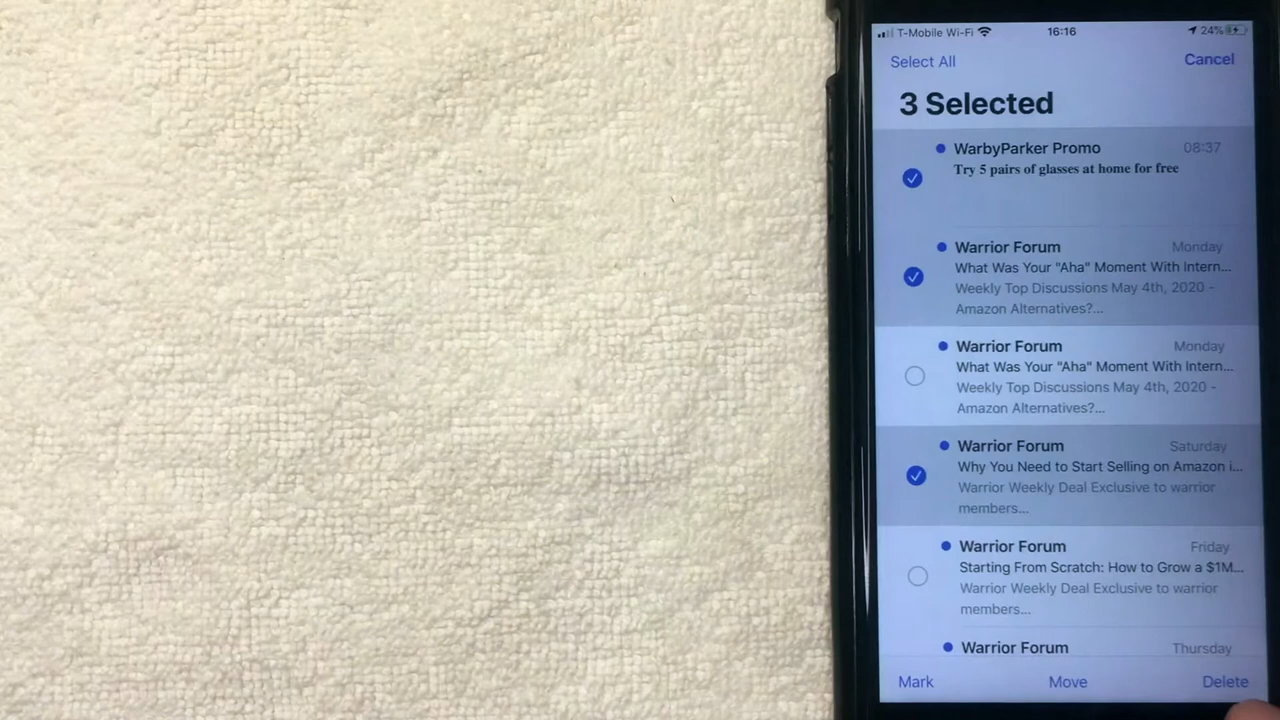 T-Mobile Wi-Fi 16:16 24%
Select All Cancel
3 Selected
WarbyParker Promo 08:37
Try 5 pairs of glasses at home for free
Warrior Forum Monday
What Was Your "Aha" Moment With Intern...
Weekly Top Discussions May 4th, 2020 -
Amazon Alternatives?...
Warrior Forum Monday
What Was Your "Aha" Moment With Intern...
Weekly Top Discussions May 4th, 2020 -
Amazon Alternatives?...
Warrior Forum Saturday
Why You Need to Start Selling on Amazon i...
Warrior Weekly Deal Exclusive to warrior
members...
Warrior Forum Friday
Starting From Scratch: How to Grow a $1M...
Warrior Weekly Deal Exclusive to warrior
members...
Warrior Forum Thursday
Mark Move Delete